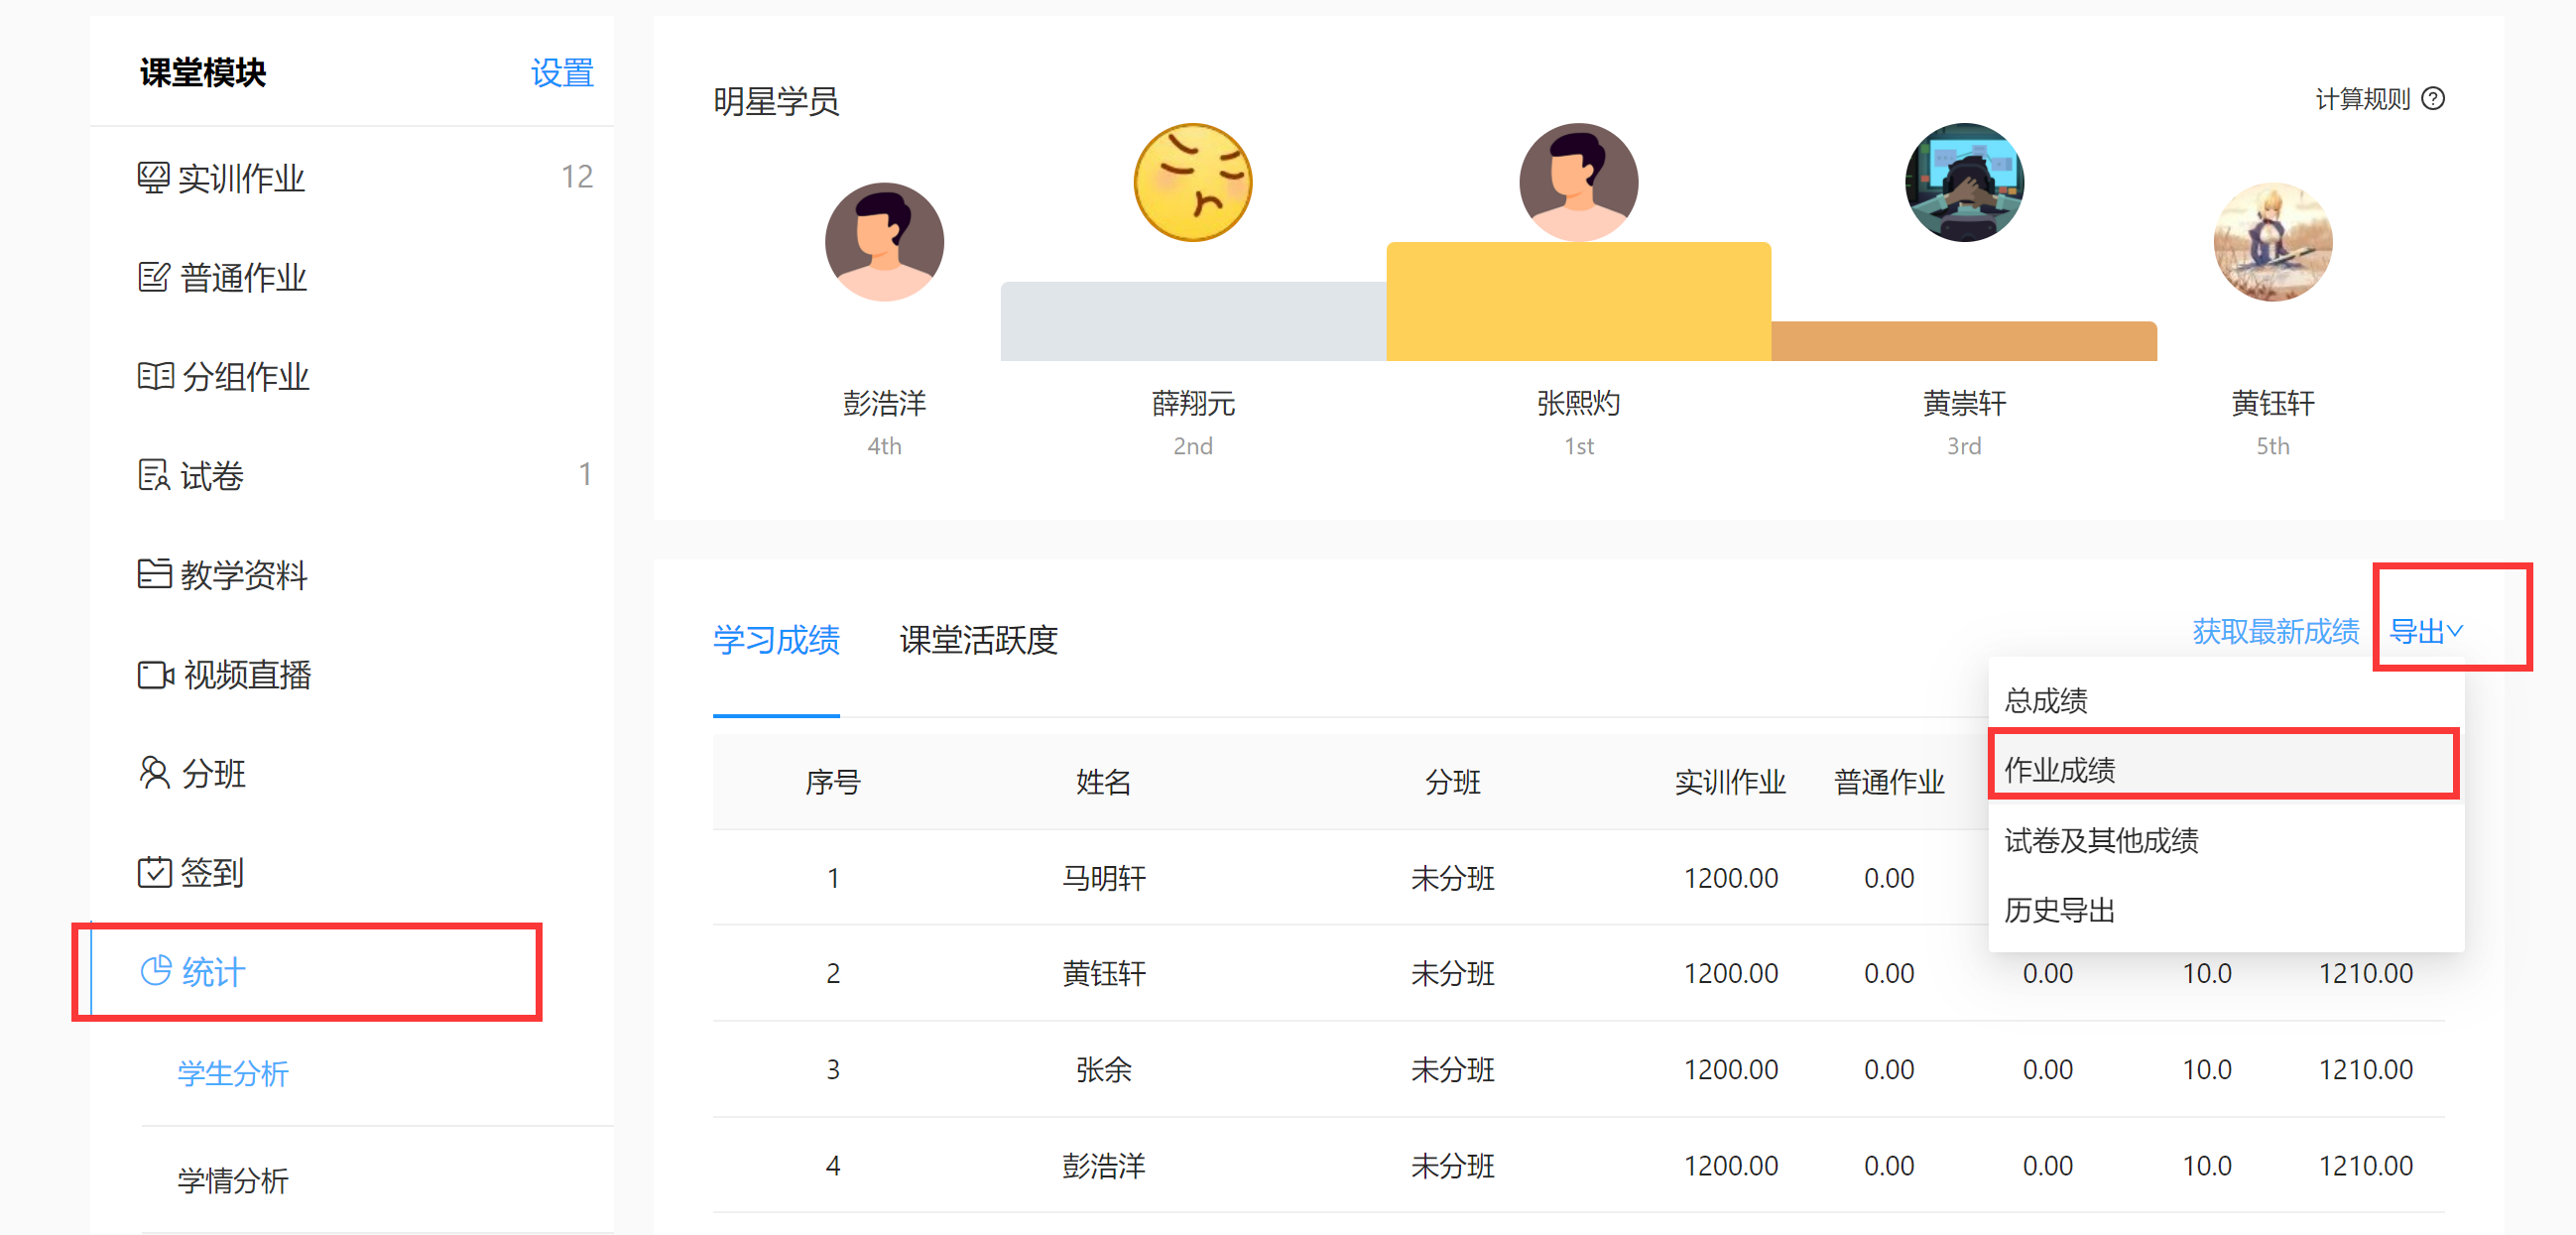 课堂模块 设置
实训作业 12
普通作业
分组作业
试卷 1
教学资料
视频直播
分班
签到
统计
学生分析
学情分析
明星学员 计算规则 ?
彭浩洋 薛翔元 张熙灼 黄崇轩 黄钰轩
4th 2nd 1st 3rd 5th
学习成绩 课堂活跃度 获取最新成绩 导出
总成绩
作业成绩
试卷及其他成绩
历史导出
序号 姓名 分班 实训作业 普通作业
1 马明轩 未分班 1200.00 0.00
2 黄钰轩 未分班 1200.00 0.00 0.00 10.0 1210.00
3 张余 未分班 1200.00 0.00 0.00 10.0 1210.00
4 彭浩洋 未分班 1200.00 0.00 0.00 10.0 1210.00